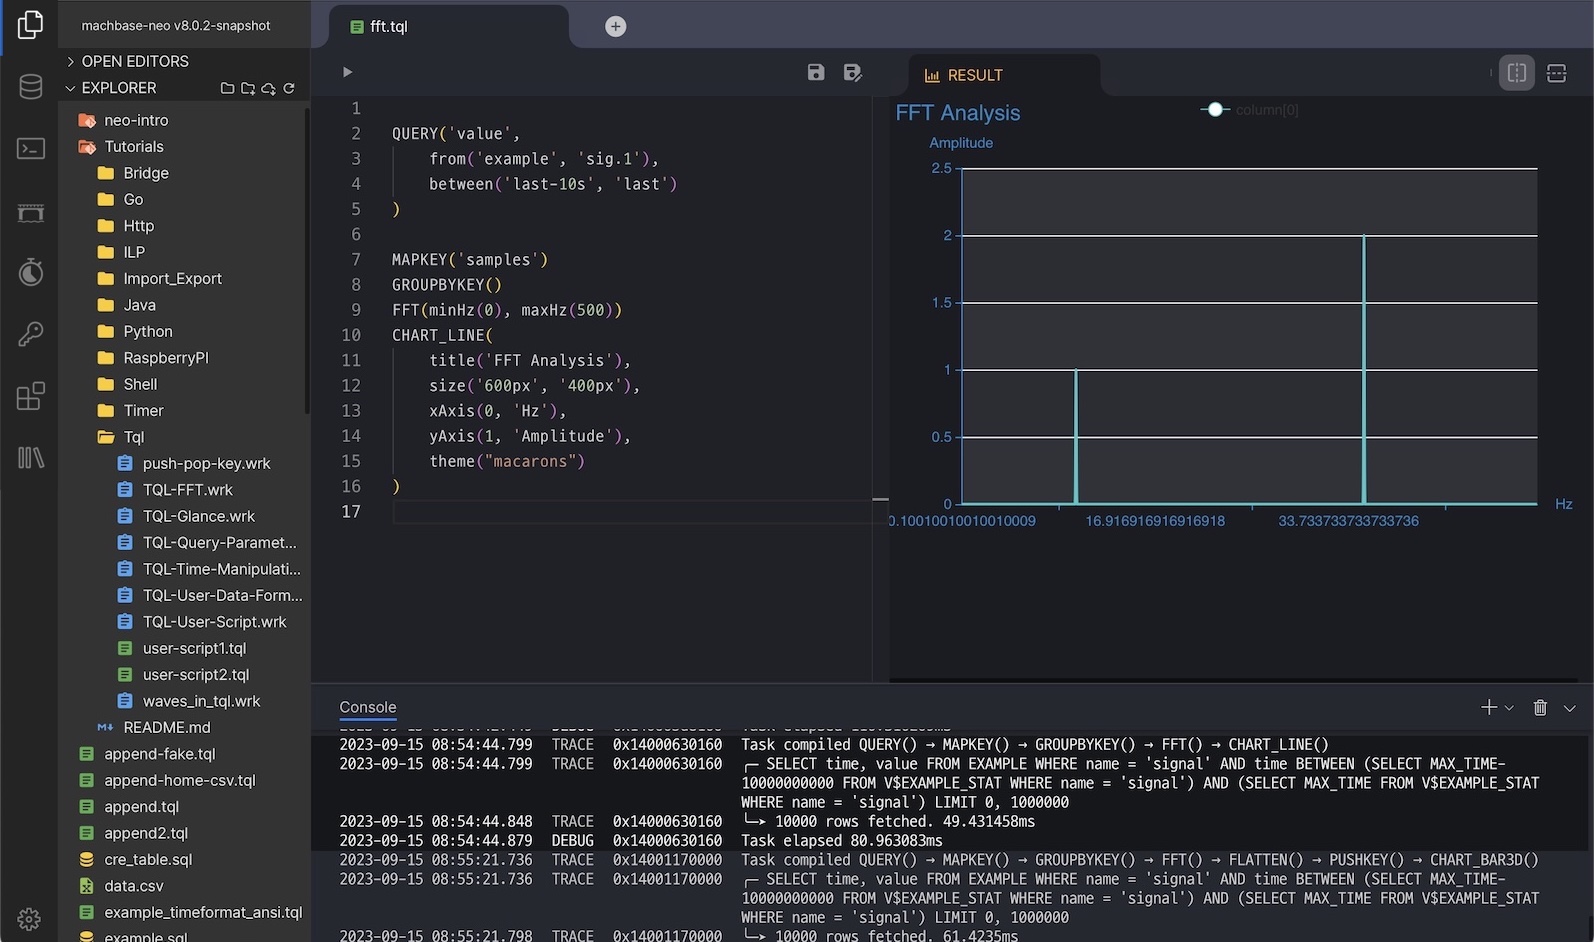 machbase-neo v8.0.2-snapshot
OPEN EDITORS
EXPLORER
neo-intro
Tutorials
Bridge
Go
Http
ILP
Import_Export
Java
Python
RaspberryPI
Shell
Timer
Tql
push-pop-key.wrk
TQL-FFT.wrk
TQL-Glance.wrk
TQL-Query-Paramet...
TQL-Time-Manipulati...
TQL-User-Data-Form...
TQL-User-Script.wrk
user-script1.tql
user-script2.tql
waves_in_tql.wrk
README.md
append-fake.tql
append-home-csv.tql
append.tql
append2.tql
cre_table.sql
data.csv
example_timeformat_ansi.tql
example.sql
fft.tql
1
2 QUERY('value',
3 from('example', 'sig.1'),
4 between('last-10s', 'last')
5 )
6
7 MAPKEY('samples')
8 GROUPBYKEY()
9 FFT(minHz(0), maxHz(500))
10 CHART_LINE(
11 title('FFT Analysis'),
12 size('600px', '400px'),
13 xAxis(0, 'Hz'),
14 yAxis(1, 'Amplitude'),
15 theme("macarons")
16 )
17
RESULT
FFT Analysis
column[0]
Amplitude
2.5
2
1.5
1
0.5
0
Hz
0.10010010010010009 16.916916916916918 33.733733733733736
Console
2023-09-15 08:54:44.799 TRACE 0x14000630160 Task compiled QUERY() → MAPKEY() → GROUPBYKEY() → FFT() → CHART_LINE()
2023-09-15 08:54:44.799 TRACE 0x14000630160 ╭─ SELECT time, value FROM EXAMPLE WHERE name = 'signal' AND time BETWEEN (SELECT MAX_TIME-
10000000000 FROM V$EXAMPLE_STAT WHERE name = 'signal') AND (SELECT MAX_TIME FROM V$EXAMPLE_STAT
WHERE name = 'signal') LIMIT 0, 1000000
2023-09-15 08:54:44.848 TRACE 0x14000630160 ╰─➤ 10000 rows fetched. 49.431458ms
2023-09-15 08:54:44.879 DEBUG 0x14000630160 Task elapsed 80.963083ms
2023-09-15 08:55:21.736 TRACE 0x14001170000 Task compiled QUERY() → MAPKEY() → GROUPBYKEY() → FFT() → FLATTEN() → PUSHKEY() → CHART_BAR3D()
2023-09-15 08:55:21.736 TRACE 0x14001170000 ╭─ SELECT time, value FROM EXAMPLE WHERE name = 'signal' AND time BETWEEN (SELECT MAX_TIME-
10000000000 FROM V$EXAMPLE_STAT WHERE name = 'signal') AND (SELECT MAX_TIME FROM V$EXAMPLE_STAT
WHERE name = 'signal') LIMIT 0, 1000000
2023-09-15 08:55:21.798 TRACE 0x14001170000 ╰─➤ 10000 rows fetched. 61.4235ms